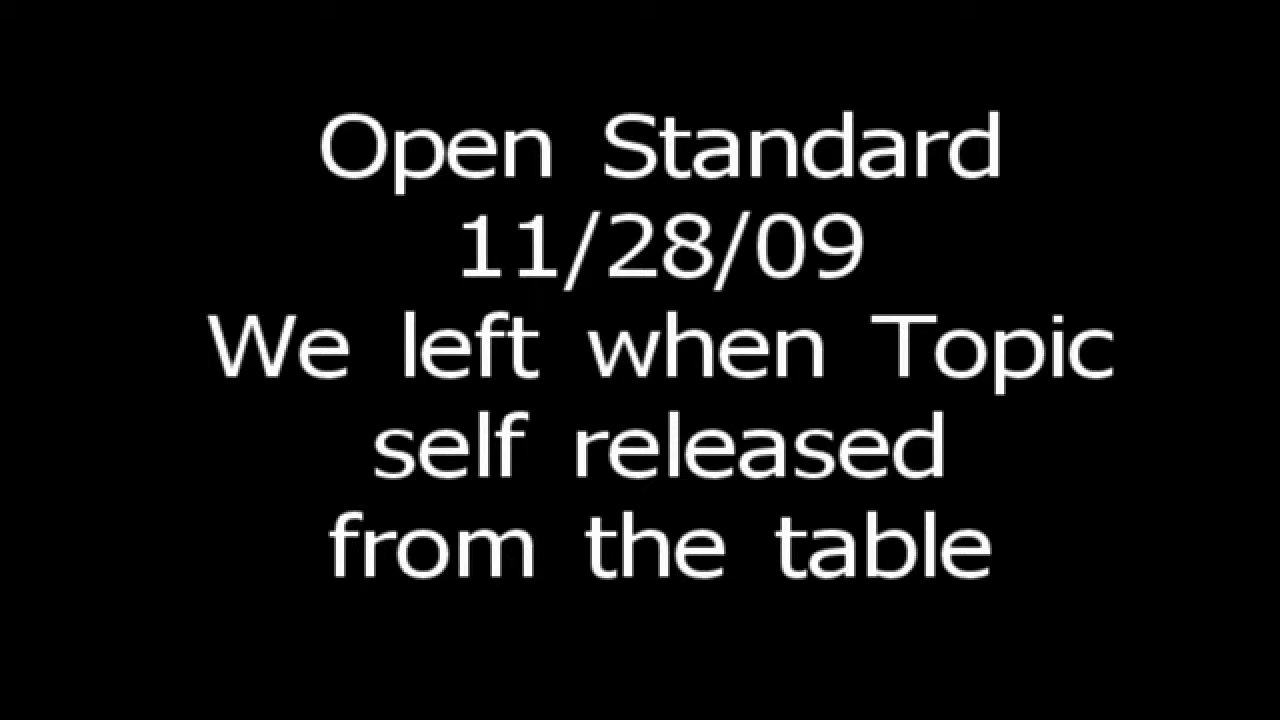 Open Standard
11/28/09
We left when Topic
self released
from the table